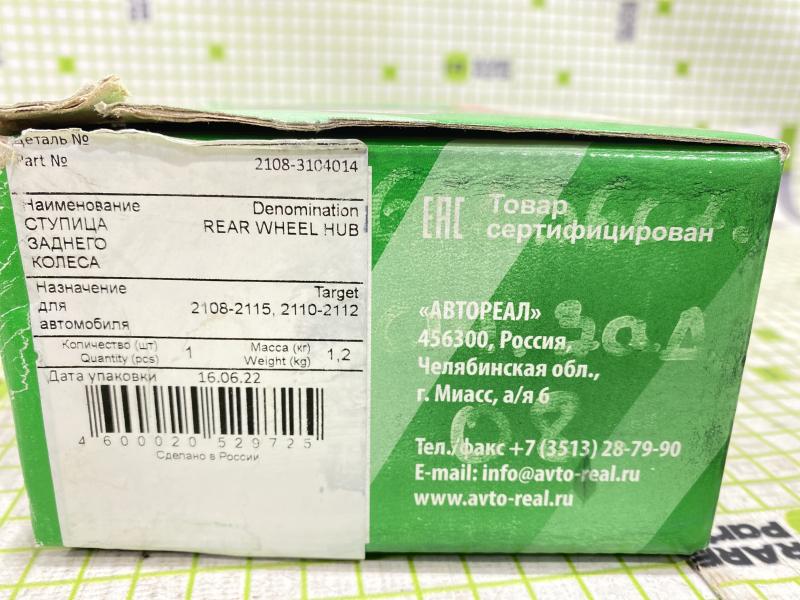 Деталь №
Part № 2108-3104014
Наименование Denomination
СТУПИЦА REAR WHEEL HUB
ЗАДНЕГО
КОЛЕСА
Назначение Target
для 2108-2115, 2110-2112
автомобиля
Количество (шт) Масса (кг)
Quantity (pcs) 1 Weight (kg) 1,2
Дата упаковки 16.06.22
4600020529725
Сделано в России
EAC Товар
сертифицирован
«АВТОРЕАЛ»
456300, Россия,
Челябинская обл.,
г. Миасс, а/я 6
Тел./факс +7 (3513) 28-79-90
E-mail: info@avto-real.ru
www.avto-real.ru
08